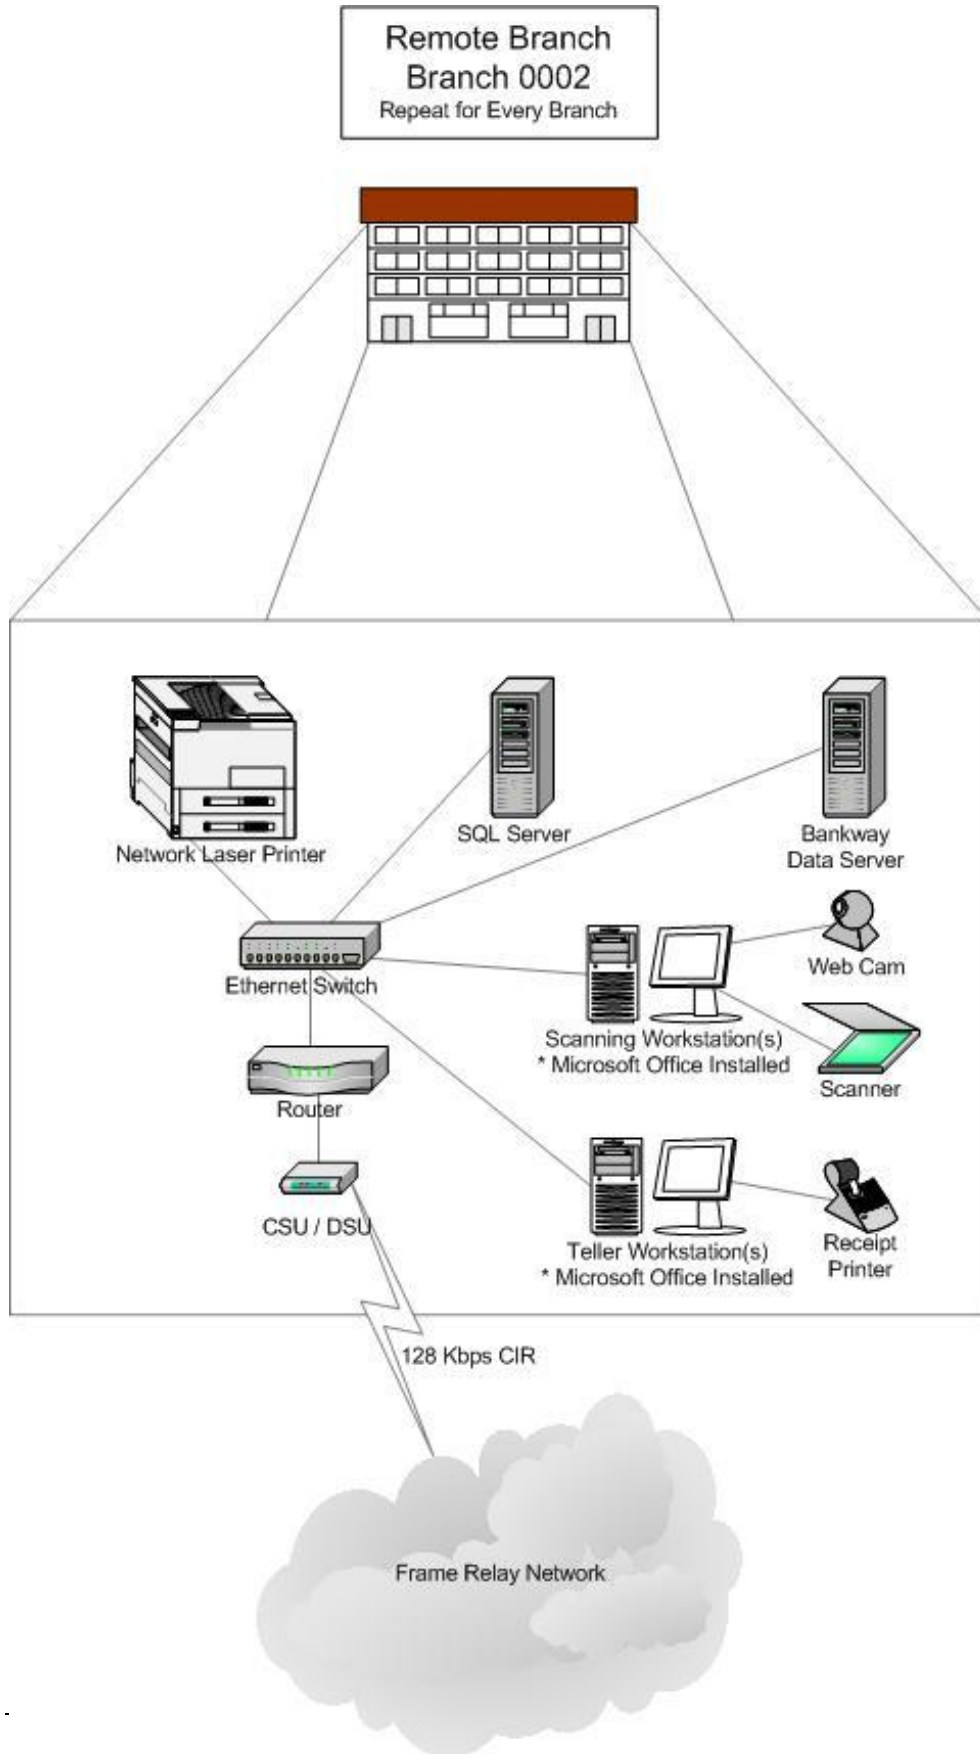 Remote Branch
Branch 0002
Repeat for Every Branch
Network Laser Printer
SQL Server
Bankway
Data Server
Ethernet Switch
Web Cam
Scanning Workstation(s)
* Microsoft Office Installed
Scanner
Router
CSU / DSU
Teller Workstation(s)
* Microsoft Office Installed
Receipt
Printer
128 Kbps CIR
Frame Relay Network
-